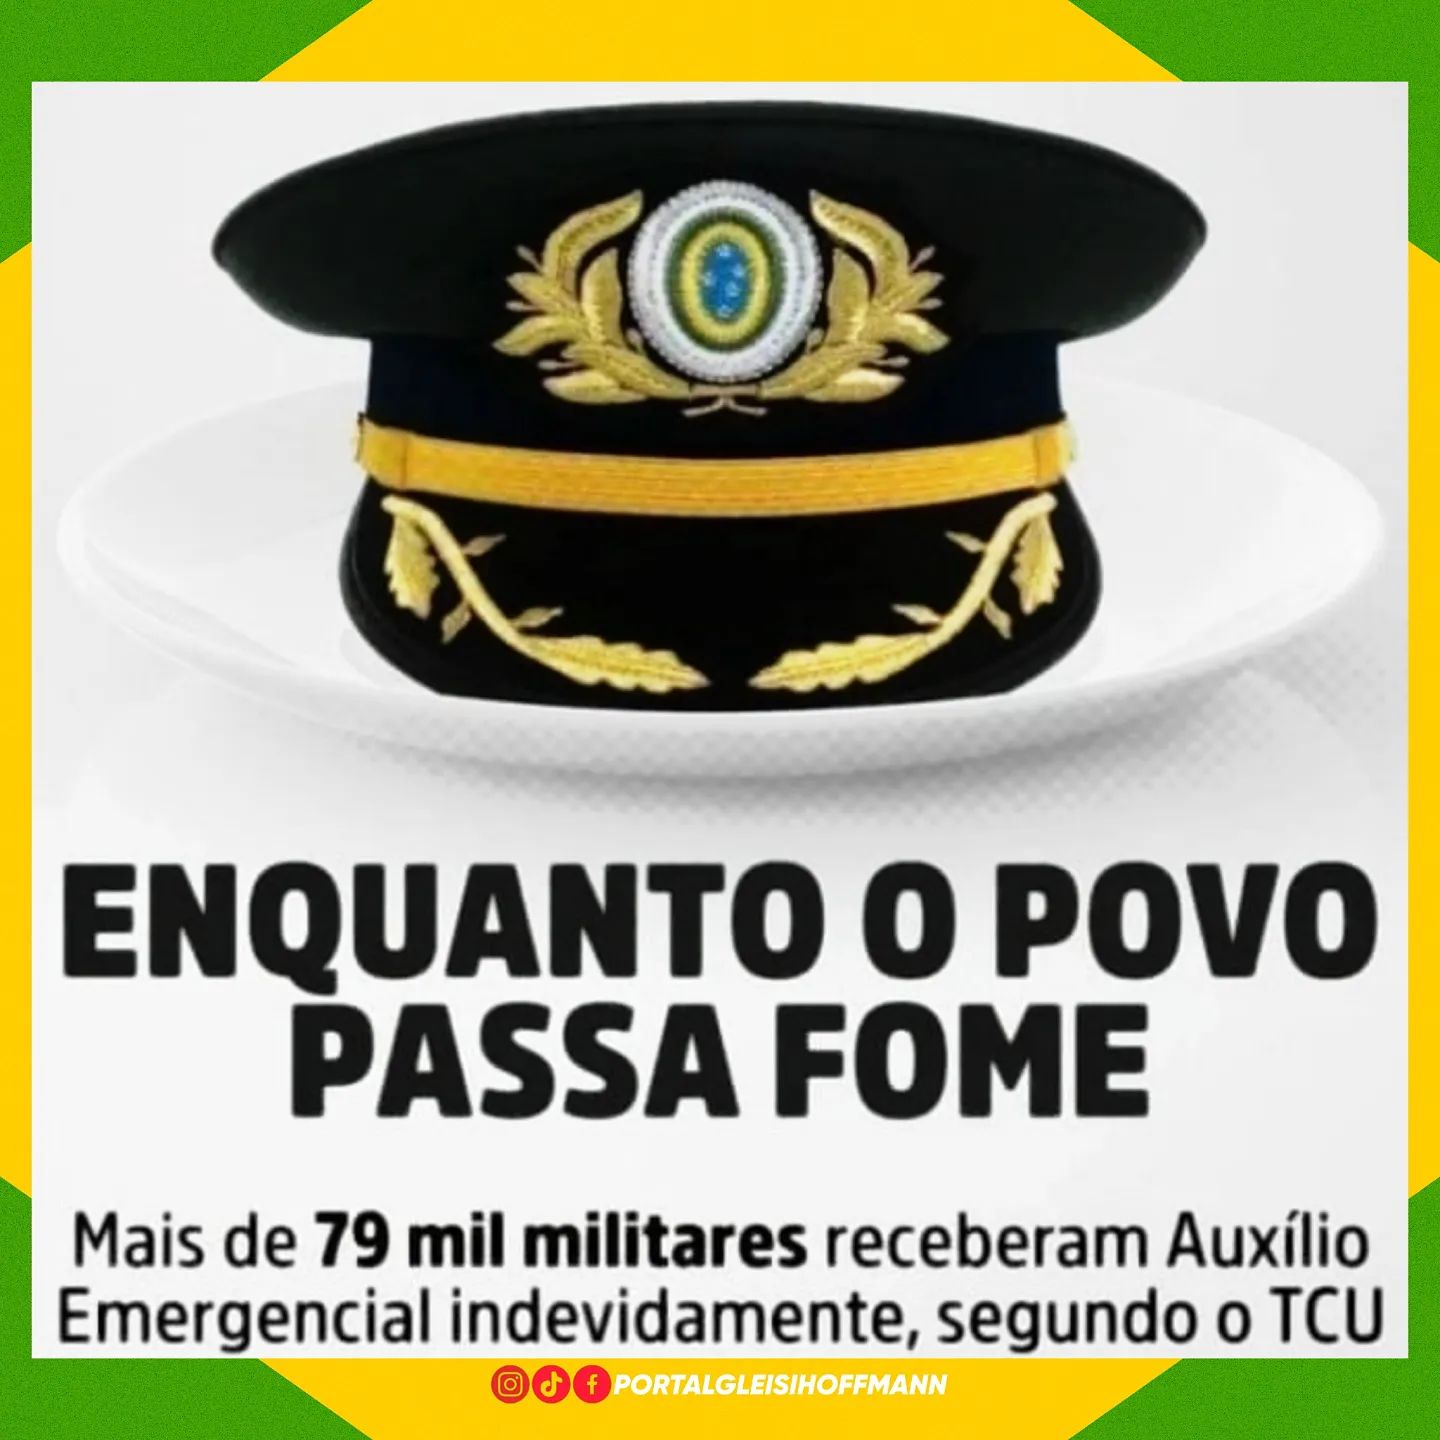 ENQUANTO O POVO
PASSA FOME
Mais de 79 mil militares receberam Auxílio
Emergencial indevidamente, segundo o TCU
PORTALGLEISIHOFFMANN